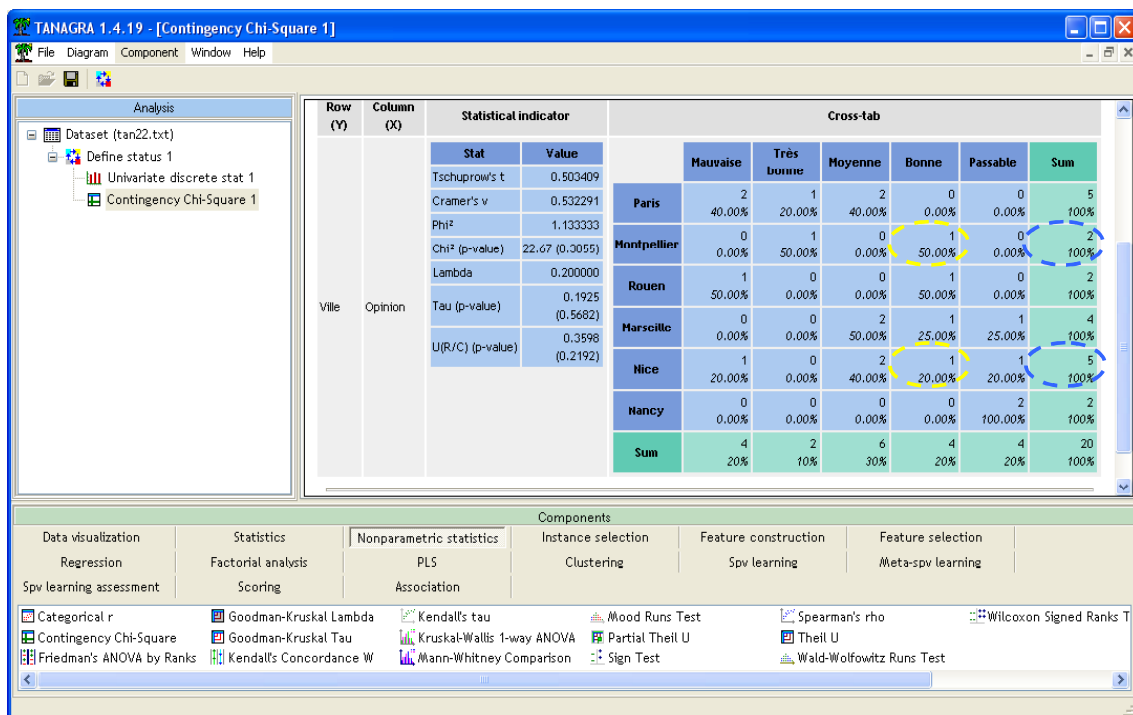 TANAGRA 1.4.19 - [Contingency Chi-Square 1]
File Diagram Component Window Help
Analysis
Dataset (tan22.txt)
Define status 1
Univariate discrete stat 1
Contingency Chi-Square 1
Row (Y) Column (X) Statistical indicator Cross-tab
Ville Opinion
Stat Value
Tschuprow's t 0.503409
Cramer's v 0.532291
Phi² 1.133333
Chi² (p-value) 22.67 (0.3055)
Lambda 0.200000
Tau (p-value) 0.1925 (0.5682)
U(R/C) (p-value) 0.3598 (0.2192)
Mauvaise Très bonne Moyenne Bonne Passable Sum
Paris 2 1 2 0 0 5
40.00% 20.00% 40.00% 0.00% 0.00% 100%
Montpellier 0 1 0 1 0 2
0.00% 50.00% 0.00% 50.00% 0.00% 100%
Rouen 1 0 0 1 0 2
50.00% 0.00% 0.00% 50.00% 0.00% 100%
Marseille 0 0 2 1 1 4
0.00% 0.00% 50.00% 25.00% 25.00% 100%
Nice 1 0 2 1 1 5
20.00% 0.00% 40.00% 20.00% 20.00% 100%
Nancy 0 0 0 0 2 2
0.00% 0.00% 0.00% 0.00% 100.00% 100%
Sum 4 2 6 4 4 20
20% 10% 30% 20% 20% 100%
Components
Data visualization Statistics Nonparametric statistics Instance selection Feature construction Feature selection
Regression Factorial analysis PLS Clustering Spv learning Meta-spv learning
Spv learning assessment Scoring Association
Categorical r Goodman-Kruskal Lambda Kendall's tau Mood Runs Test Spearman's rho Wilcoxon Signed Ranks T
Contingency Chi-Square Goodman-Kruskal Tau Kruskal-Wallis 1-way ANOVA Partial Theil U Theil U
Friedman's ANOVA by Ranks Kendall's Concordance W Mann-Whitney Comparison Sign Test Wald-Wolfowitz Runs Test